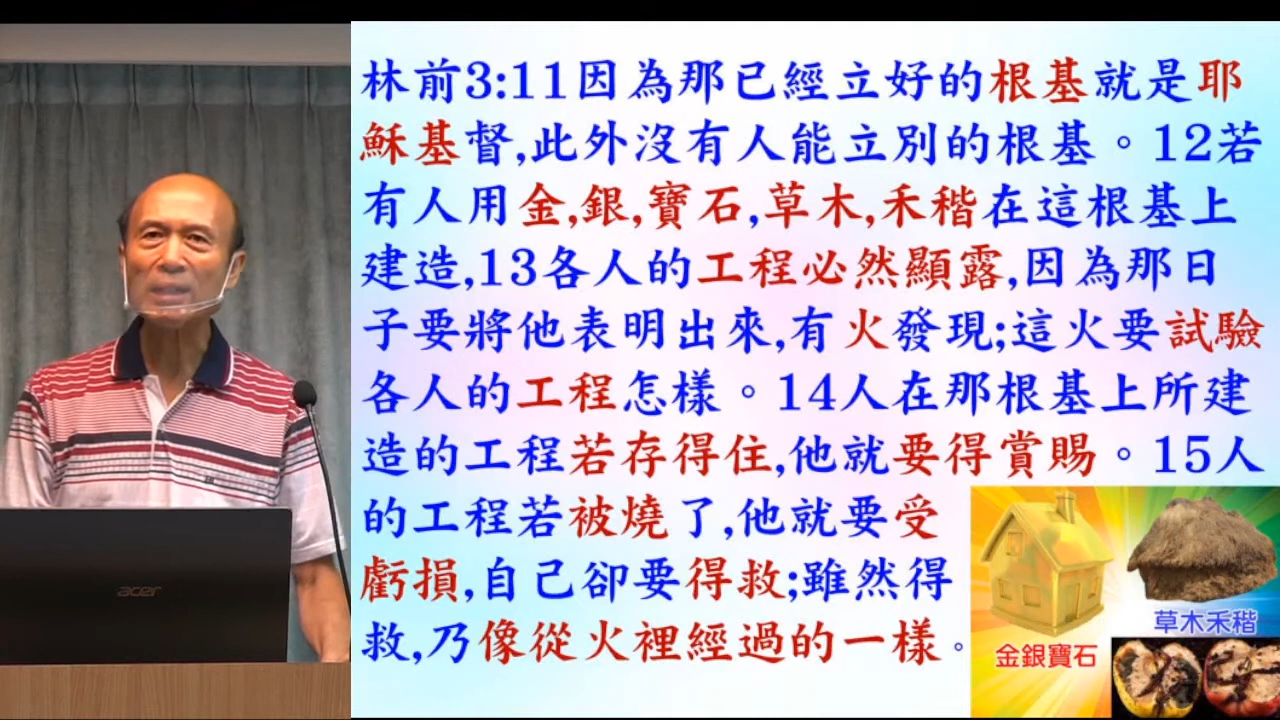 林前3:11因為那已經立好的根基就是耶
穌基督,此外沒有人能立別的根基。12若
有人用金,銀,寶石,草木,禾稭在這根基上
建造,13各人的工程必然顯露,因為那日
子要將他表明出來,有火發現;這火要試驗
各人的工程怎樣。14人在那根基上所建
造的工程若存得住,他就要得賞賜。15人
的工程若被燒了,他就要受
虧損,自己卻要得救;雖然得
救,乃像從火裡經過的一樣。
草木禾稭
金銀寶石
acer